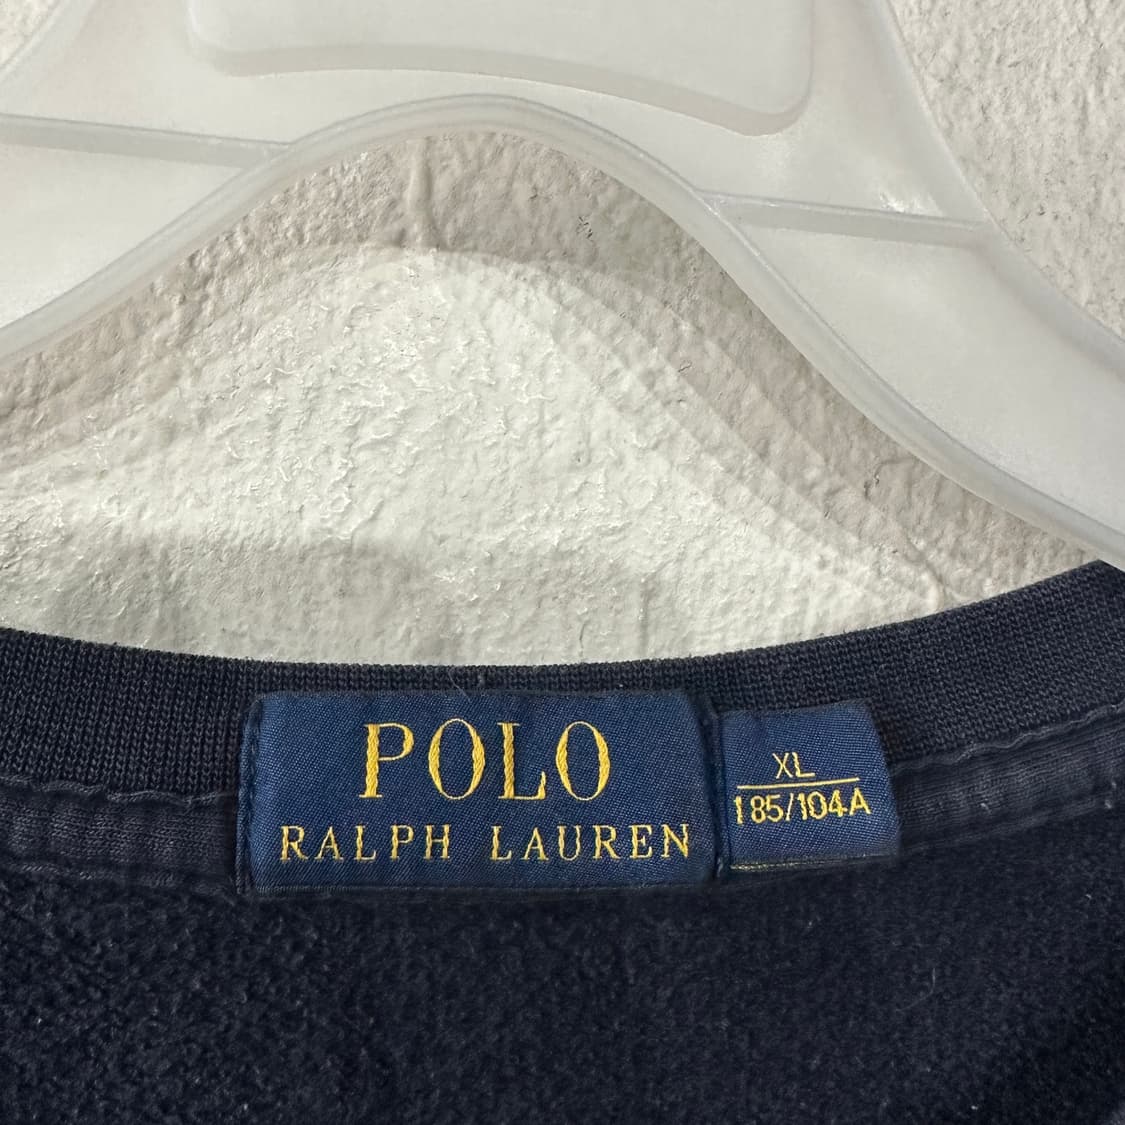 POLO
RALPH LAUREN
XL
185/104A